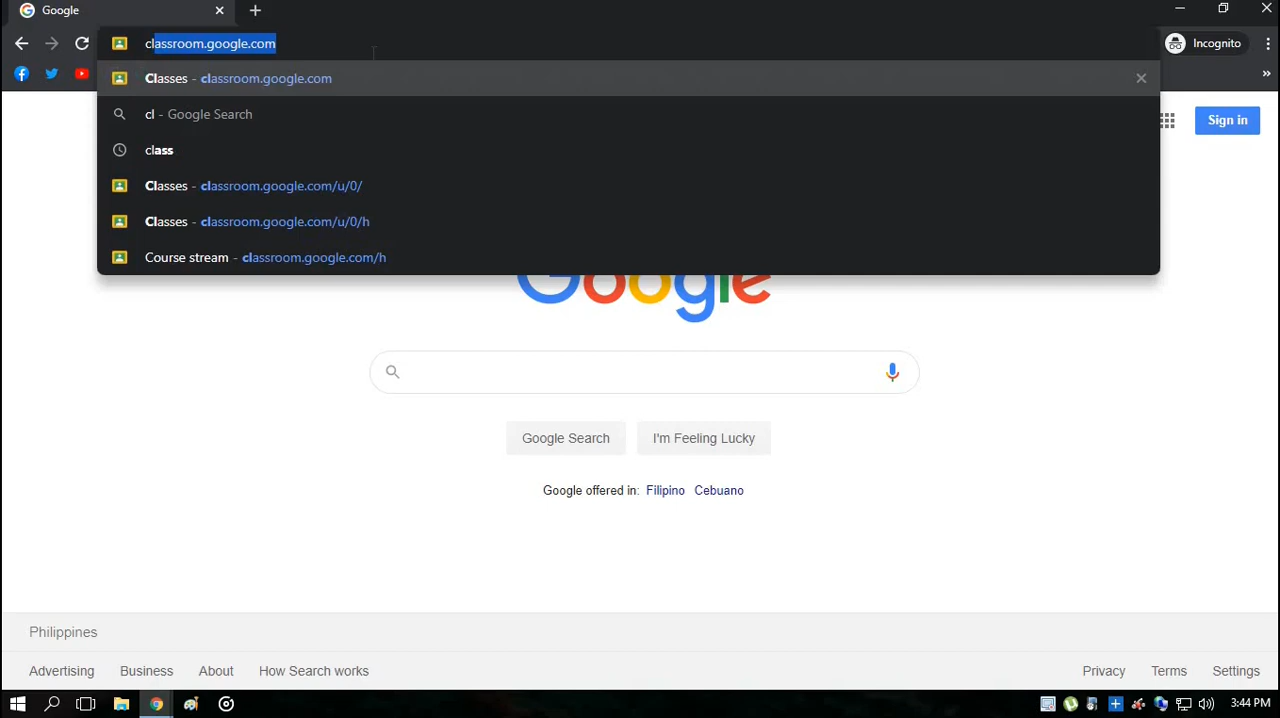 Google
classroom.google.com
Incognito
Classes - classroom.google.com
cl - Google Search
class
Classes - classroom.google.com/u/0/
Classes - classroom.google.com/u/0/h
Course stream - classroom.google.com/h
Sign in
Google
Google Search
I'm Feeling Lucky
Google offered in: Filipino Cebuano
Philippines
Advertising Business About How Search works
Privacy Terms Settings
3:44 PM